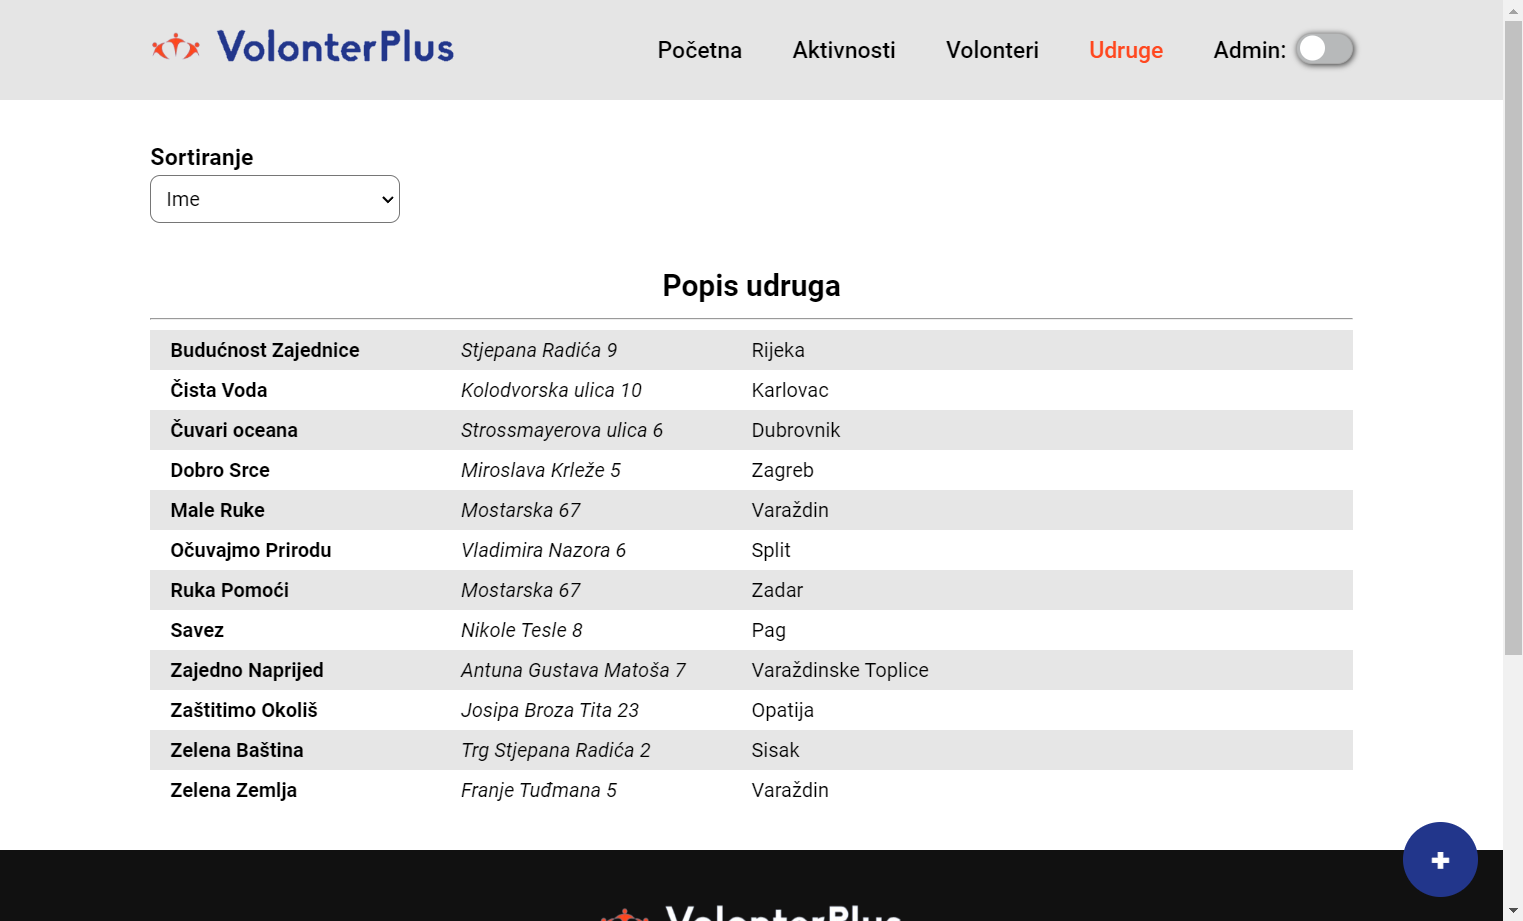 VolonterPlus
Početna Aktivnosti Volonteri Udruge Admin:
Sortiranje
Ime
Popis udruga
Budućnost Zajednice Stjepana Radića 9 Rijeka
Čista Voda Kolodvorska ulica 10 Karlovac
Čuvari oceana Strossmayerova ulica 6 Dubrovnik
Dobro Srce Miroslava Krleže 5 Zagreb
Male Ruke Mostarska 67 Varaždin
Očuvajmo Prirodu Vladimira Nazora 6 Split
Ruka Pomoći Mostarska 67 Zadar
Savez Nikole Tesle 8 Pag
Zajedno Naprijed Antuna Gustava Matoša 7 Varaždinske Toplice
Zaštitimo Okoliš Josipa Broza Tita 23 Opatija
Zelena Baština Trg Stjepana Radića 2 Sisak
Zelena Zemlja Franje Tuđmana 5 Varaždin
+
VolonterPlus